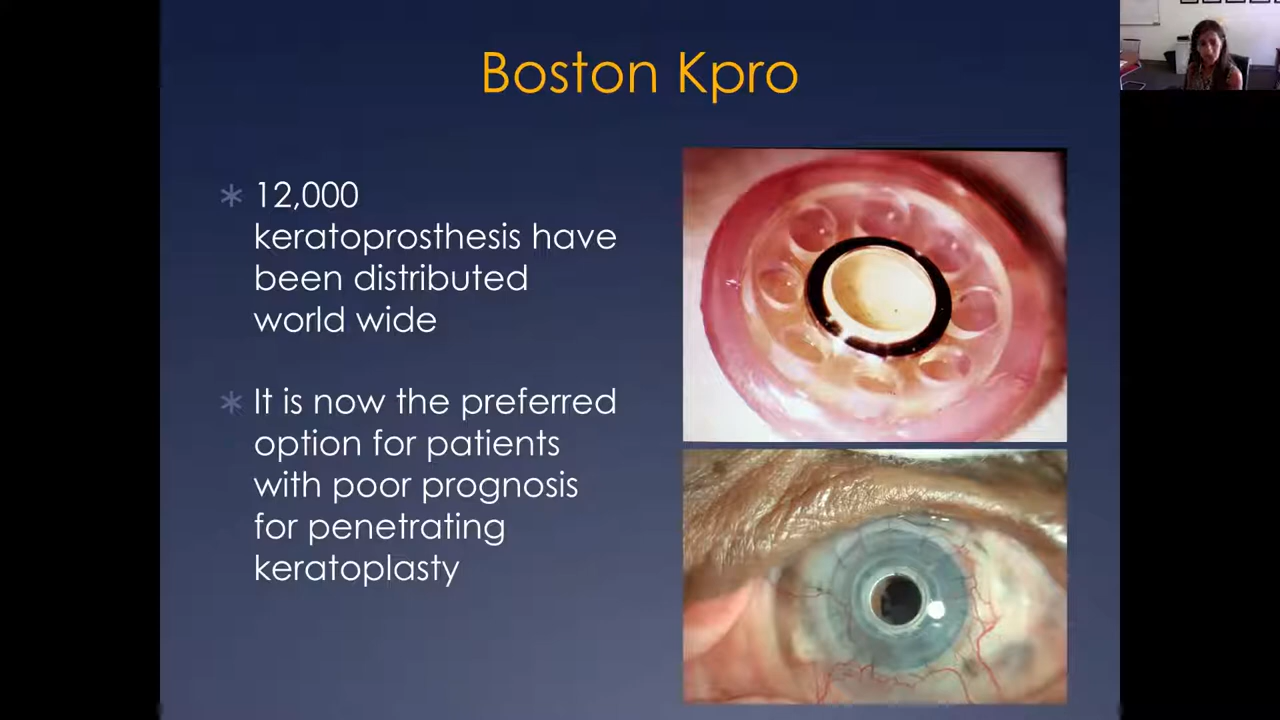 Boston Kpro
* 12,000
keratoprosthesis have
been distributed
world wide
* It is now the preferred
option for patients
with poor prognosis
for penetrating
keratoplasty